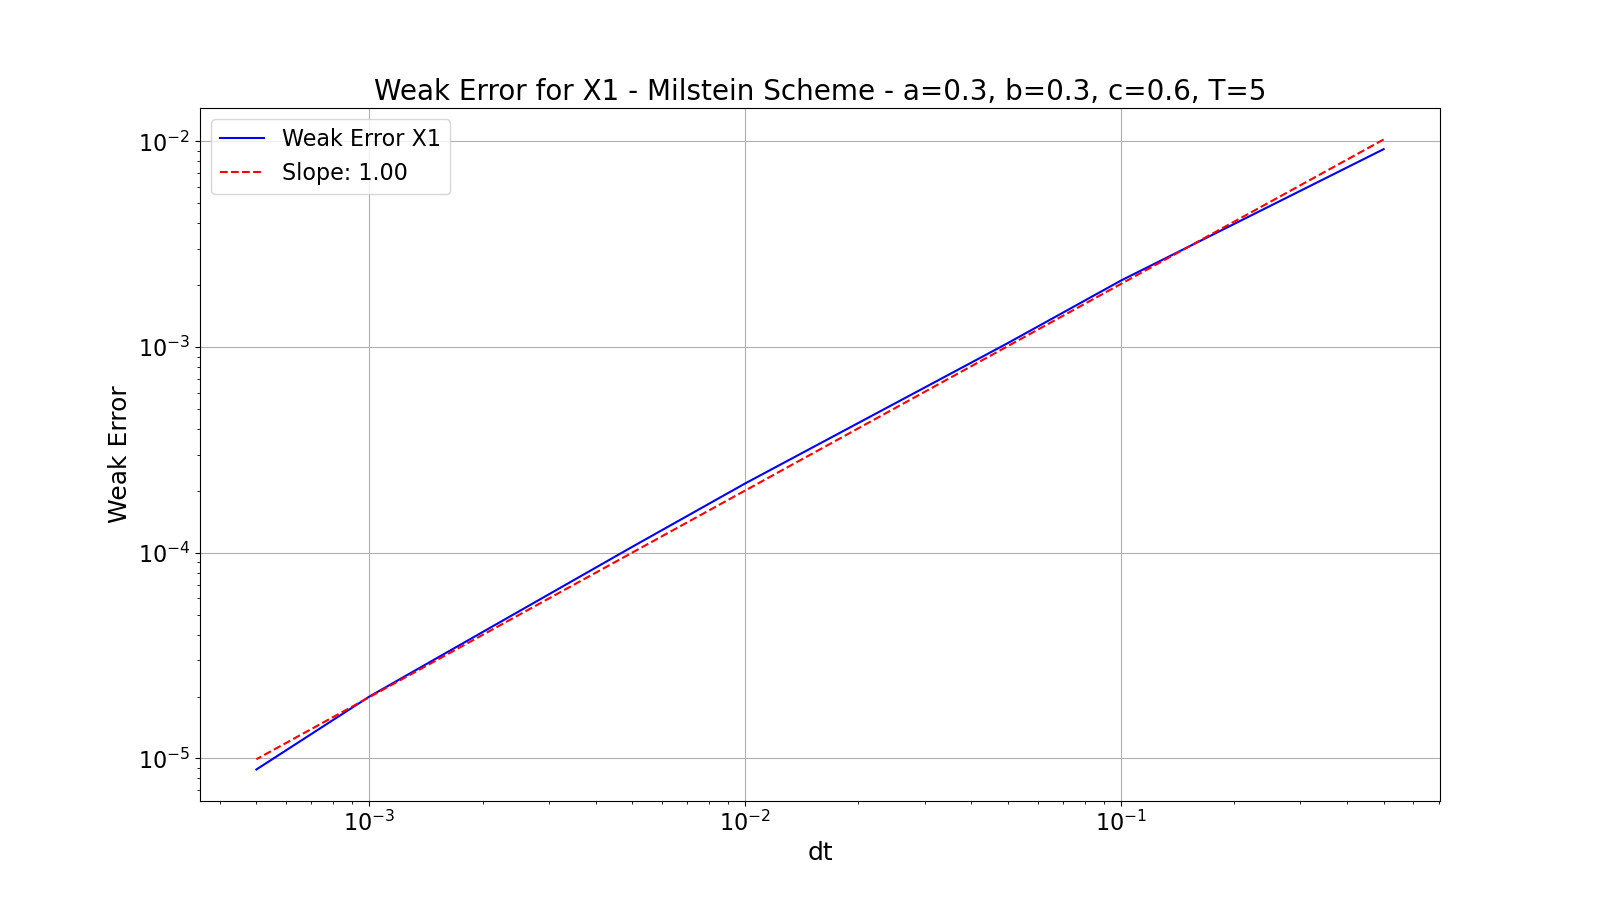 Weak Error for X1 - Milstein Scheme - a=0.3, b=0.3, c=0.6, T=5
Weak Error X1
Slope: 1.00
Weak Error
10⁻²
10⁻³
10⁻⁴
10⁻⁵
10⁻³ 10⁻² 10⁻¹
dt